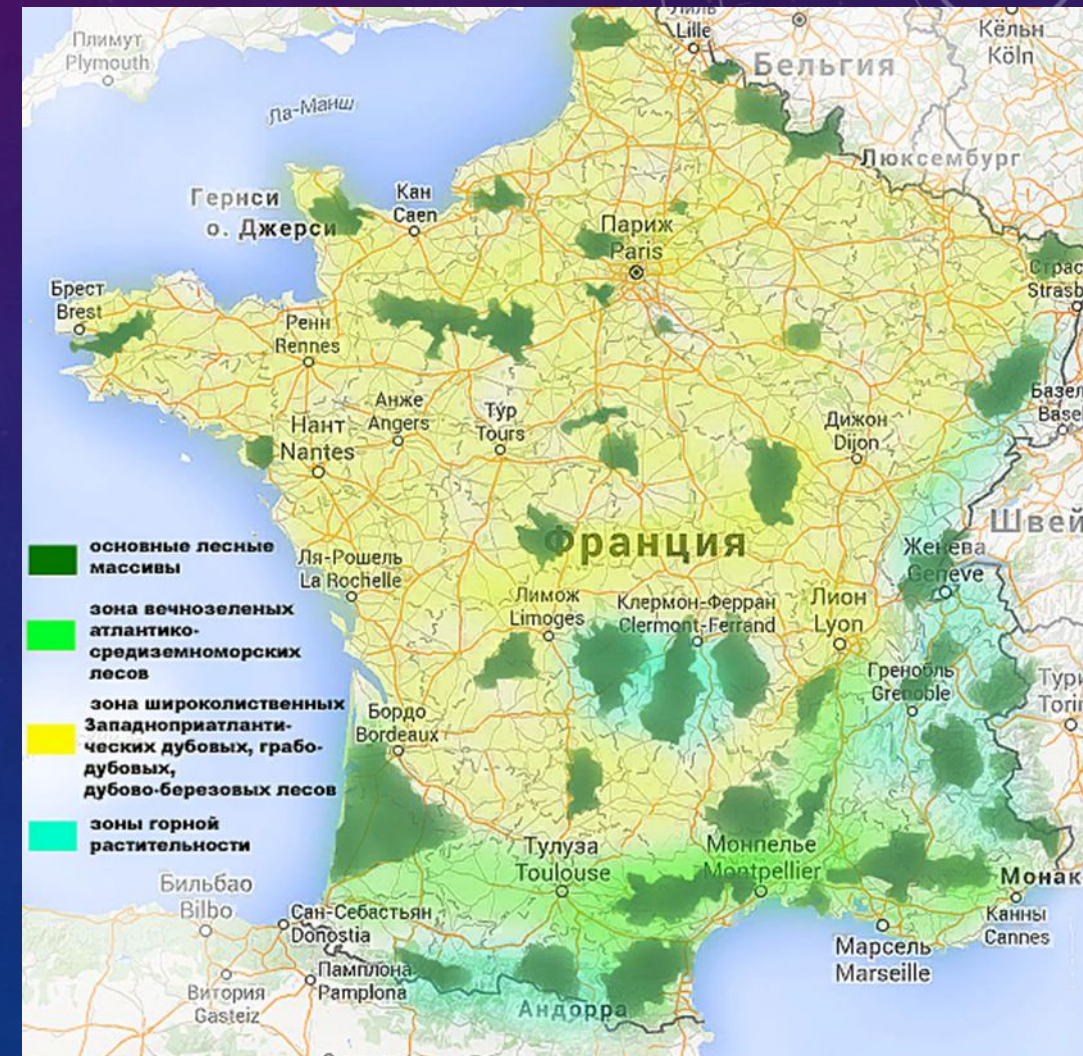 Лилль
Lille
Кёльн
Köln
Плимут
Plymouth
Бельгия
Ла-Манш
Люксембург
Гернси
о. Джерси
Кан
Caen
Париж
Paris
Страс
Strasb
Брест
Brest
Ренн
Rennes
Анже
Angers
Ту́р
Tours
Дижон
Dijon
Базел
Base
Нант
Nantes
Франция
Швей
Женева
Geneve
основные лесные
массивы
Ля-Рошель
La Rochelle
Лимож
Limoges
Клермон-Ферран
Clermont-Ferrand
Лион
Lyon
зона вечнозеленых
атлантико-
средиземноморских
лесов
Гренобль
Grenoble
Тури
Torin
зона широколиственных
Западноприатланти-
ческих дубовых, грабо-
дубовых,
дубово-березовых лесов
Бордо
Bordeaux
зоны горной
растительности
Тулуза
Toulouse
Монпелье
Montpellier
Монак
Бильбао
Bilbo
Сан-Себастьян
Donostia
Канны
Cannes
Марсель
Marseille
Памплона
Pamplona
Витория
Gasteiz
Андорра